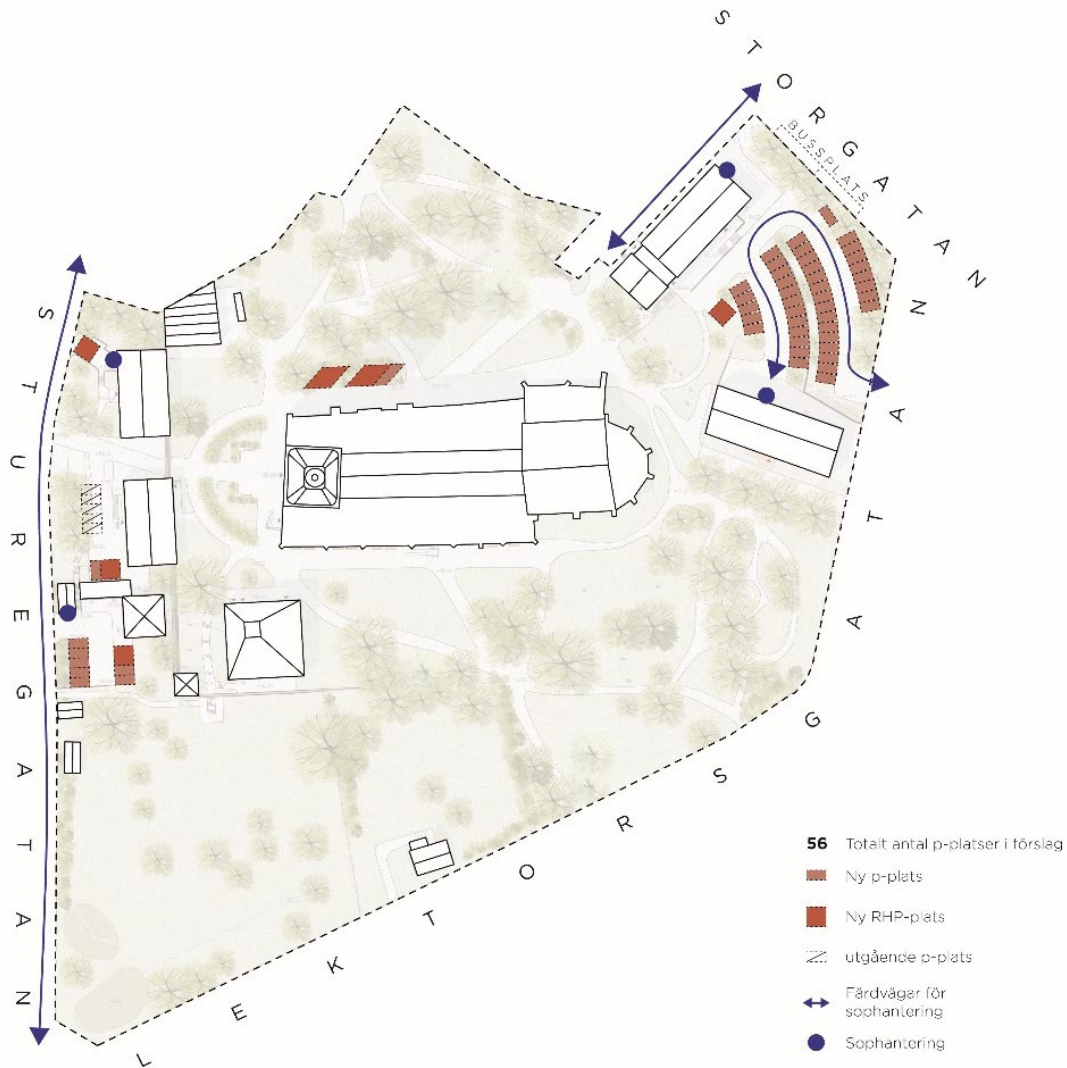 STORGATAN
BUSSPLATS
STUREGATAN
LEKTORSGATAN
56 Totalt antal p-platser i förslag
Ny p-plats
Ny RHP-plats
utgående p-plats
Färdvägar för
sophantering
Sophantering